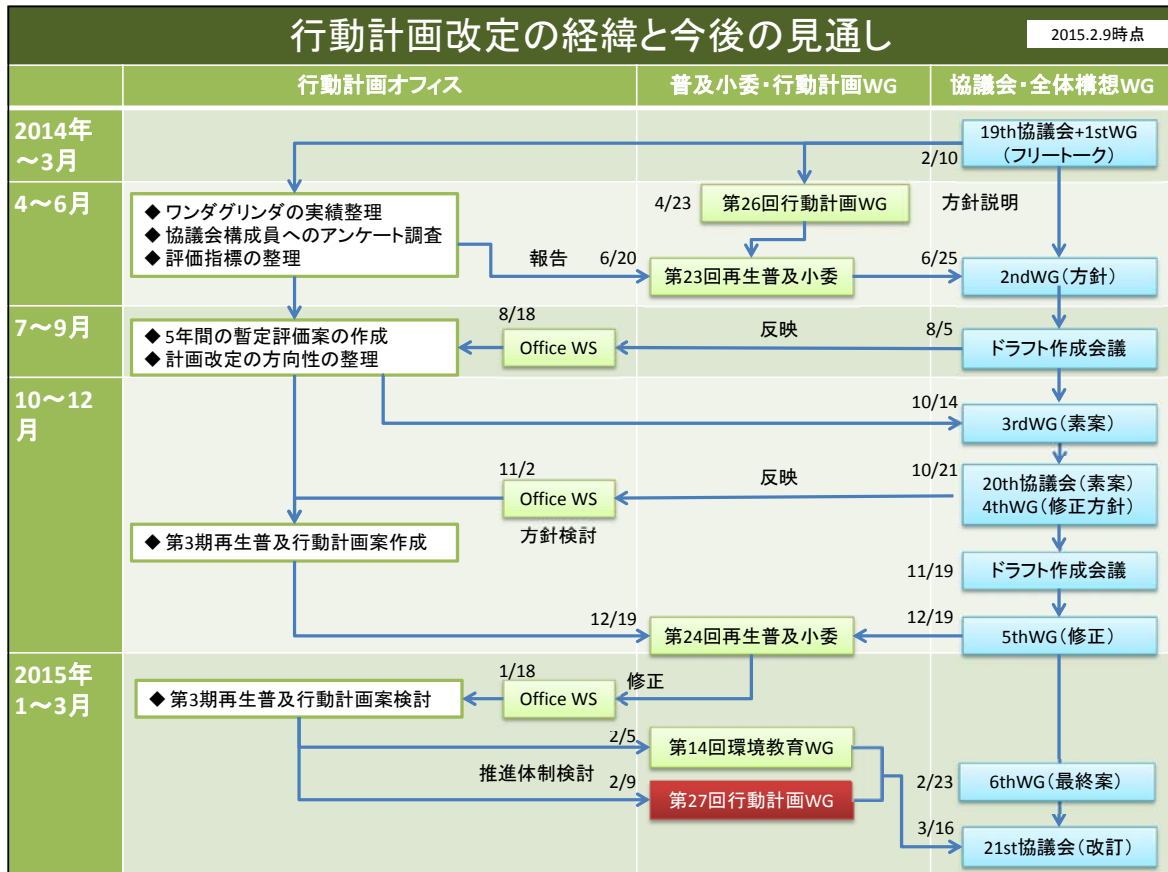 行動計画改定の経緯と今後の見通し
2015.2.9時点
行動計画オフィス
普及小委・行動計画WG
協議会・全体構想WG
2014年
～3月
19th協議会+1stWG
（フリートーク）
2/10
4～6月
◆ ワンダグリンダの実績整理
◆ 協議会構成員へのアンケート調査
◆ 評価指標の整理
4/23
第26回行動計画WG
方針説明
報告
6/20
第23回再生普及小委
6/25
2ndWG（方針）
7～9月
◆ 5年間の暫定評価案の作成
◆ 計画改定の方向性の整理
8/18
Office WS
反映
8/5
ドラフト作成会議
10～12
月
10/14
3rdWG（素案）
11/2
Office WS
方針検討
反映
10/21
20th協議会（素案）
4thWG（修正方針）
◆ 第3期再生普及行動計画案作成
11/19
ドラフト作成会議
12/19
第24回再生普及小委
12/19
5thWG（修正）
2015年
1～3月
◆ 第3期再生普及行動計画案検討
1/18
Office WS
修正
2/5
第14回環境教育WG
推進体制検討
2/9
第27回行動計画WG
2/23
6thWG（最終案）
3/16
21st協議会（改訂）